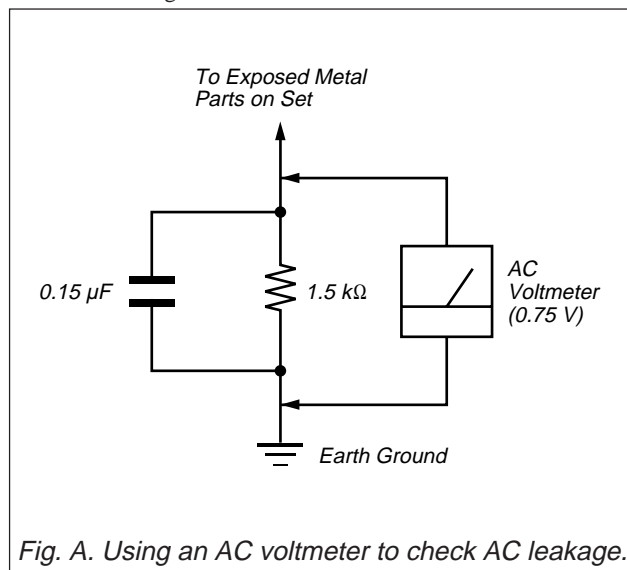 To Exposed Metal
Parts on Set
0.15 µF
1.5 kΩ
AC
Voltmeter
(0.75 V)
Earth Ground
Fig. A. Using an AC voltmeter to check AC leakage.